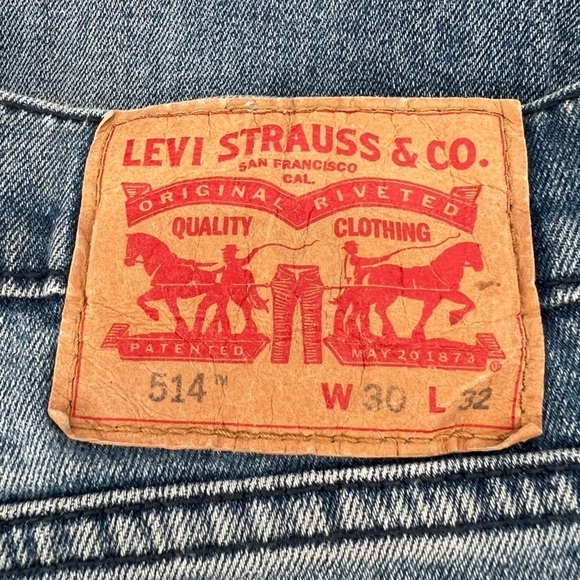 LEVI STRAUSS & CO.
SAN FRANCISCO
CAL.
ORIGINAL RIVETED
QUALITY CLOTHING
PATENTED MAY 20 1873 ®
514™ W 30 L 32